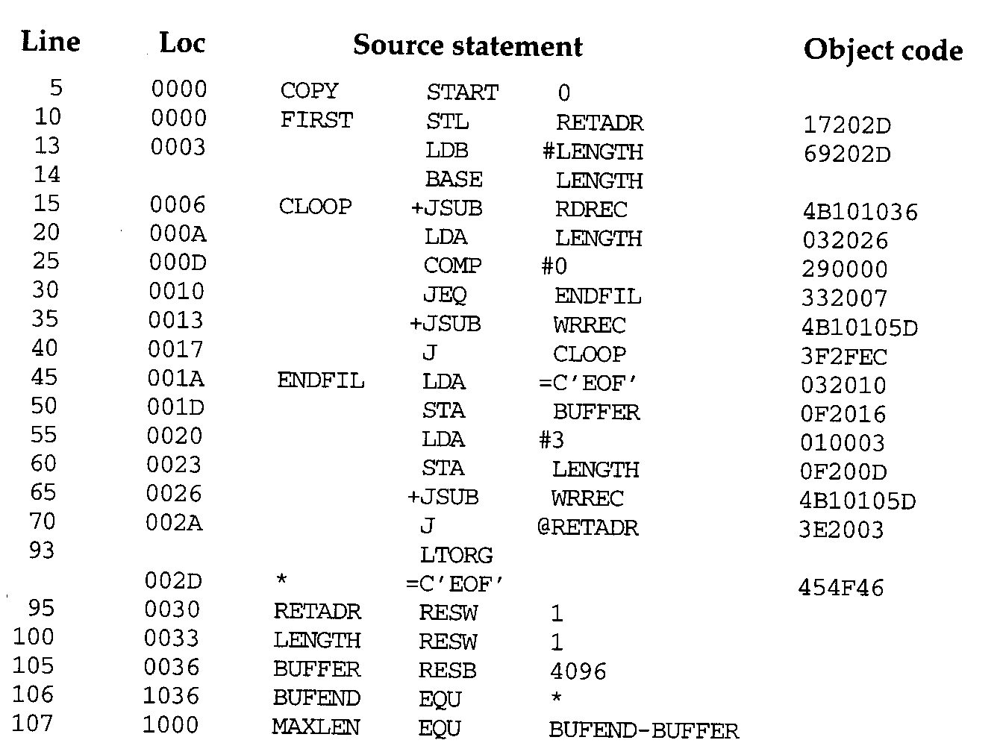 Line Loc Source statement Object code
5 0000 COPY START 0
10 0000 FIRST STL RETADR 17202D
13 0003 LDB #LENGTH 69202D
14 BASE LENGTH
15 0006 CLOOP +JSUB RDREC 4B101036
20 000A LDA LENGTH 032026
25 000D COMP #0 290000
30 0010 JEQ ENDFIL 332007
35 0013 +JSUB WRREC 4B10105D
40 0017 J CLOOP 3F2FEC
45 001A ENDFIL LDA =C'EOF' 032010
50 001D STA BUFFER 0F2016
55 0020 LDA #3 010003
60 0023 STA LENGTH 0F200D
65 0026 +JSUB WRREC 4B10105D
70 002A J @RETADR 3E2003
93 LTORG
002D * =C'EOF' 454F46
95 0030 RETADR RESW 1
100 0033 LENGTH RESW 1
105 0036 BUFFER RESB 4096
106 1036 BUFEND EQU *
107 1000 MAXLEN EQU BUFEND-BUFFER